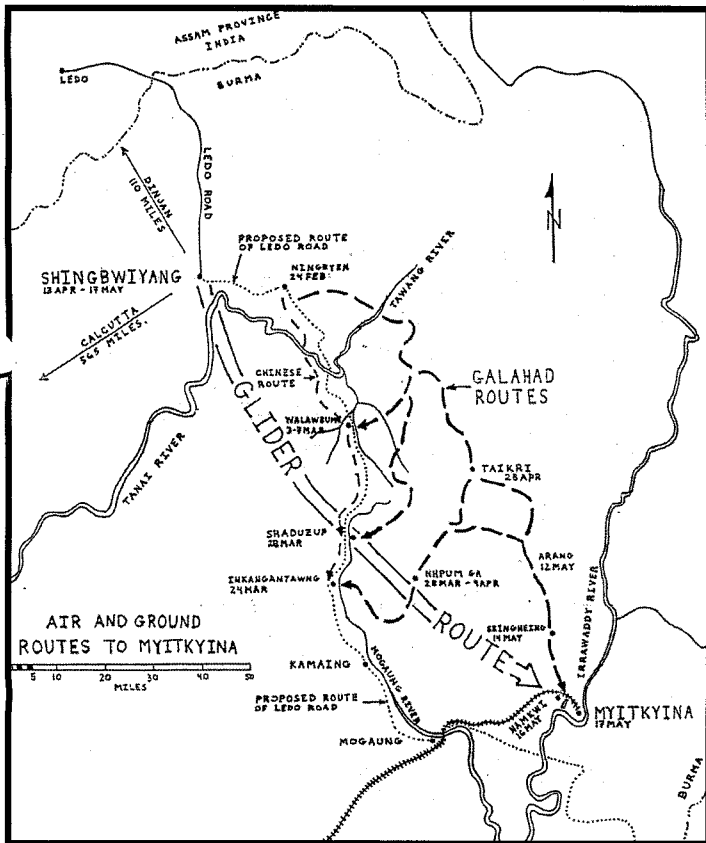 ASSAM PROVINCE
INDIA
BURMA
LEDO
LEDO ROAD
DINJAN
110 MILES
PROPOSED ROUTE
OF LEDO ROAD
N
SHINGBWIYANG
13 APR - 17 MAY
NINGBYEN
24 FEB
TAWANG RIVER
CALCUTTA
565 MILES.
CHINESE
ROUTE
GALAHAD
ROUTES
GLIDER
WALAWBUM
3-7 MAR
TANAI RIVER
TAIKRI
28 APR
SHADUZUP
28 MAR
ARANG
12 MAY
INKANGAHTAWNG
24 MAR
NHPUM GA
28 MAR - 9 APR
IRRAWADDY RIVER
AIR AND GROUND
ROUTES TO MYITKYINA
SEINGHEING
14 MAY
ROUTE
5 10 20 30 40 50
MILES
KAMAING
MOGAUNG RIVER
PROPOSED ROUTE
OF LEDO ROAD
NAMKWI
16 MAY
MYITKYINA
17 MAY
MOGAUNG
BURMA